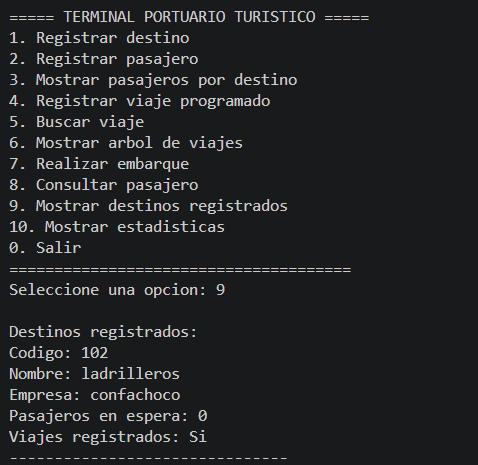 ===== TERMINAL PORTUARIO TURISTICO =====
1. Registrar destino
2. Registrar pasajero
3. Mostrar pasajeros por destino
4. Registrar viaje programado
5. Buscar viaje
6. Mostrar arbol de viajes
7. Realizar embarque
8. Consultar pasajero
9. Mostrar destinos registrados
10. Mostrar estadisticas
0. Salir
======================================
Seleccione una opcion: 9

Destinos registrados:
Codigo: 102
Nombre: ladrilleros
Empresa: confachoco
Pasajeros en espera: 0
Viajes registrados: Si
-------------------------------